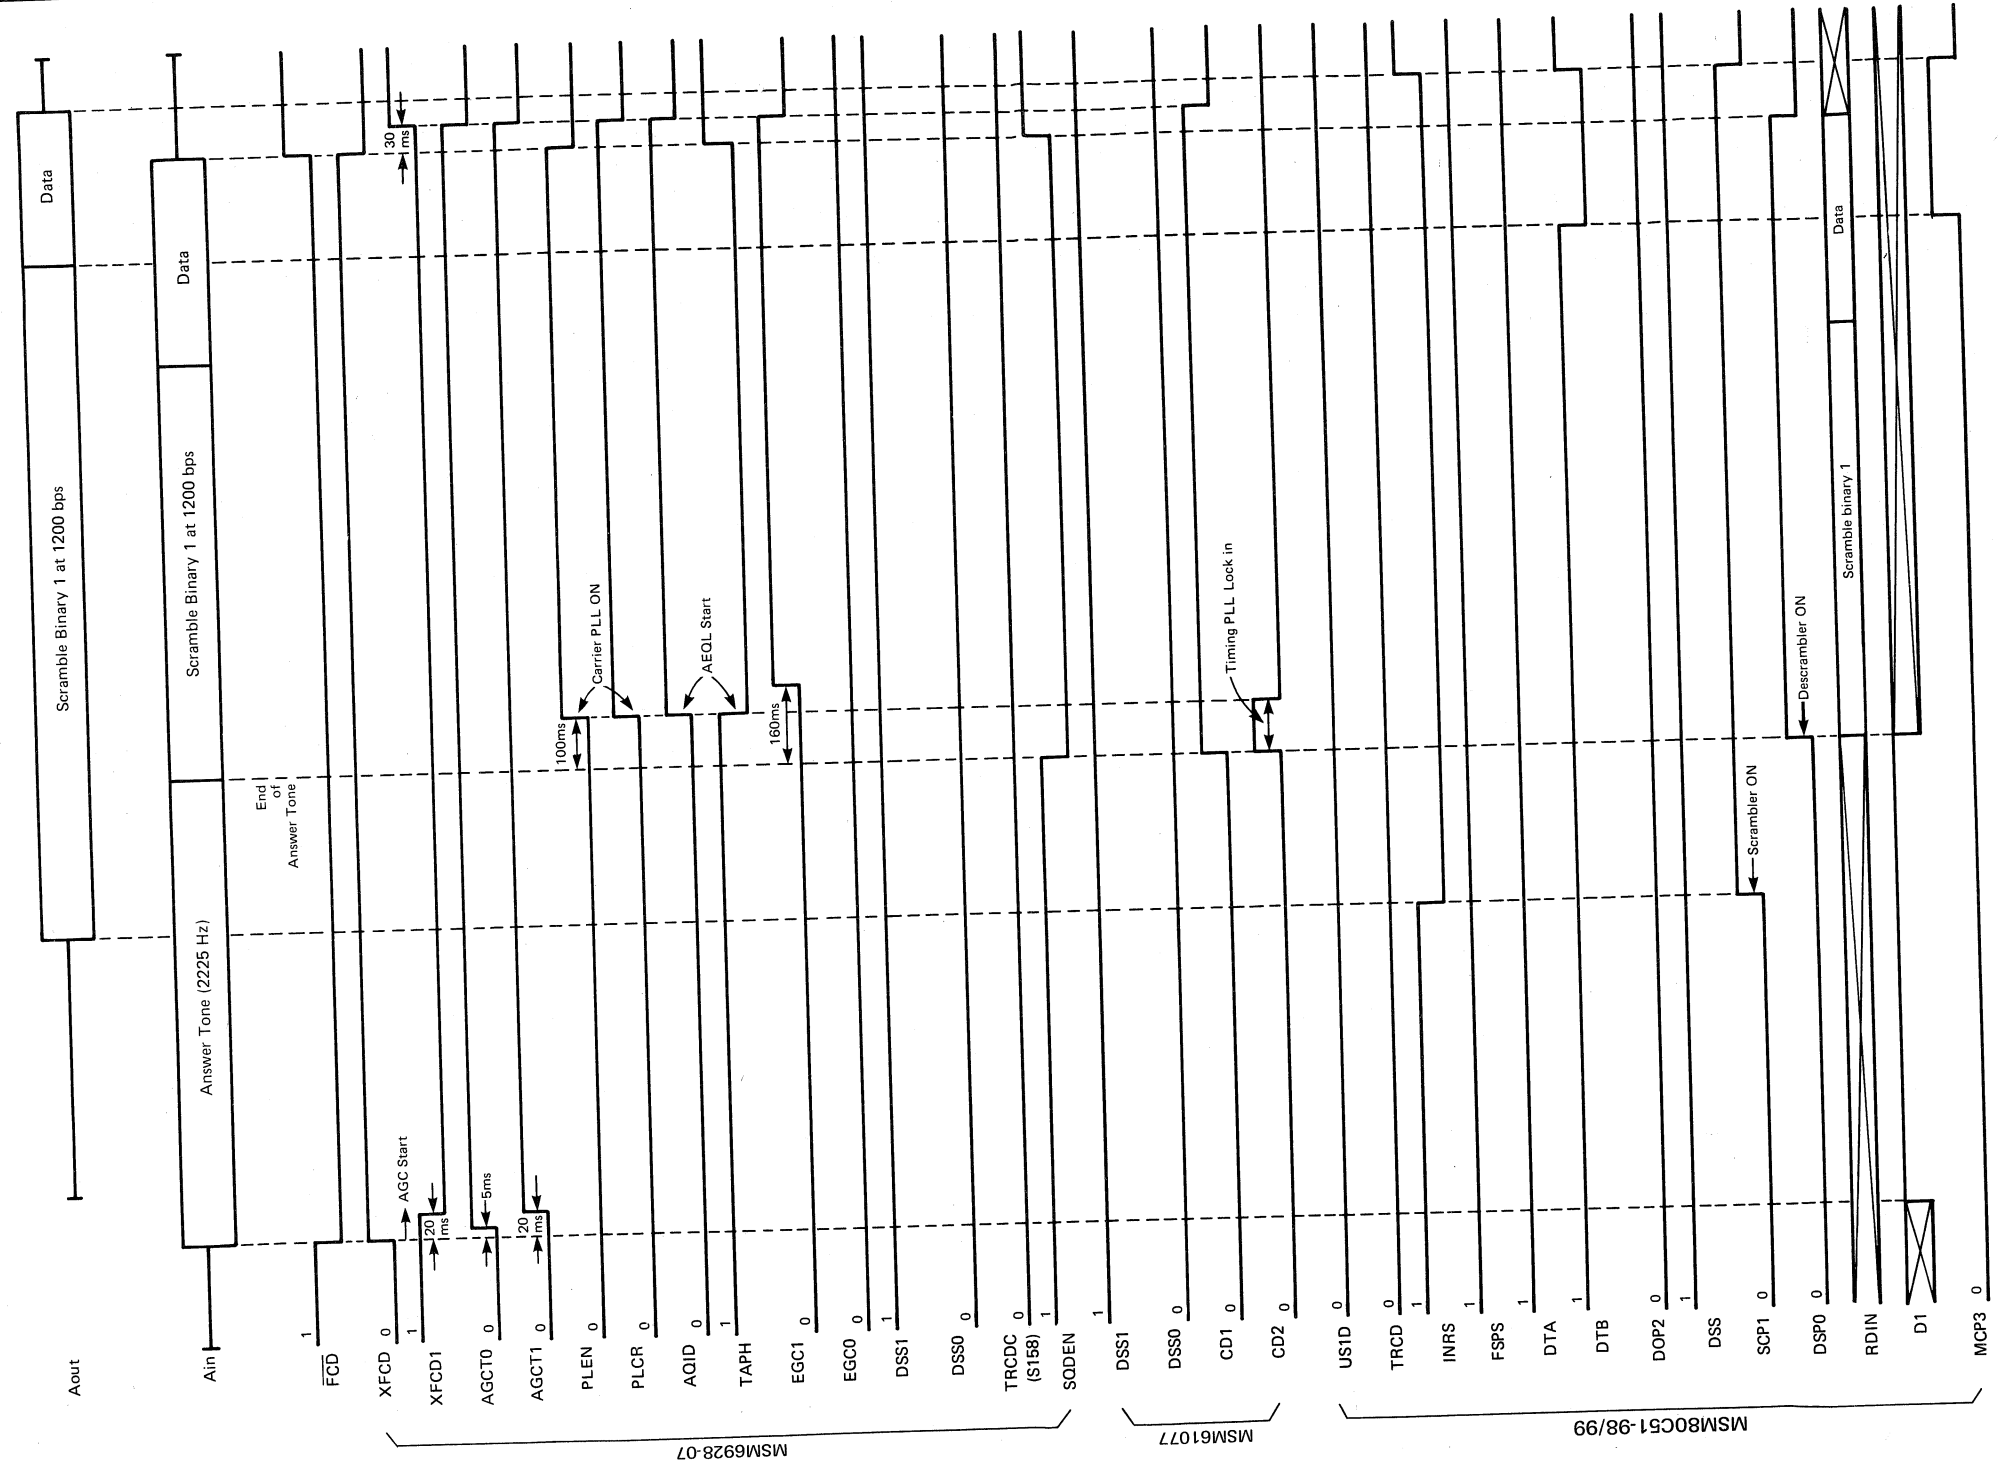 Aout
Scramble Binary 1 at 1200 bps
Data
Ain
Answer Tone (2225 Hz)
Scramble Binary 1 at 1200 bps
Data
End
of
Answer Tone
FCD
1
XFCD
0
AGC Start
XFCD1
1
20
ms
30
ms
AGCT0
0
5ms
AGCT1
0
20
ms
PLEN
0
100ms
Carrier PLL ON
PLCR
0
AQID
0
AEQL Start
TAPH
1
EGC1
0
160ms
EGC0
0
DSS1
1
DSS0
0
TRCDC
(S158)
0
SQDEN
1
MSM6928-07
DSS1
1
DSS0
0
CD1
0
CD2
0
Timing PLL Lock in
MSM61077
US1D
0
TRCD
0
INRS
1
FSPS
1
DTA
1
DTB
1
DOP2
0
DSS
1
SCP1
0
Scrambler ON
DSP0
0
Descrambler ON
RDIN
Scramble binary 1
Data
D1
MCP3
0
MSM80C51-98/99